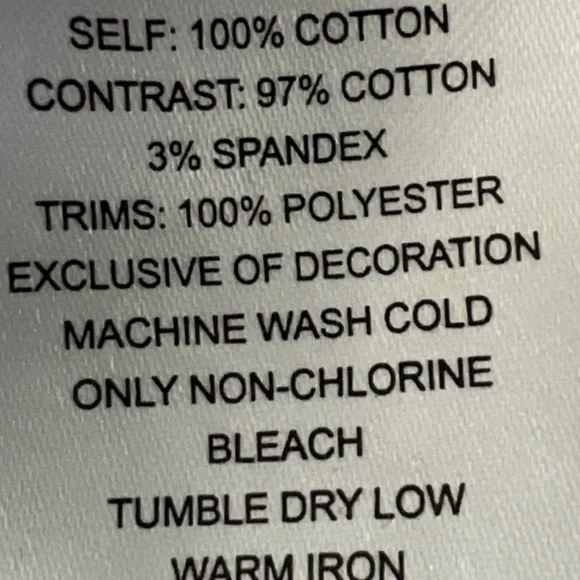 SELF: 100% COTTON
CONTRAST: 97% COTTON
3% SPANDEX
TRIMS: 100% POLYESTER
EXCLUSIVE OF DECORATION
MACHINE WASH COLD
ONLY NON-CHLORINE
BLEACH
TUMBLE DRY LOW
WARM IRON